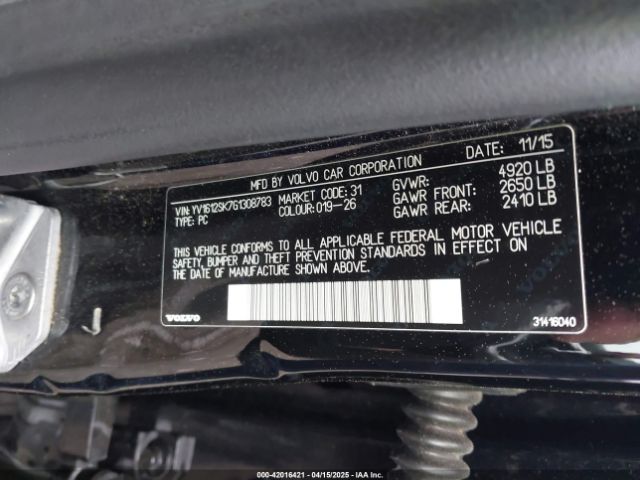 MFD BY VOLVO CAR CORPORATION DATE: 11/15
VIN: YV1612SK7G1308783 MARKET CODE: 31 GVWR: 4920 LB
TYPE: PC COLOUR: 019-26 GAWR FRONT: 2650 LB
GAWR REAR: 2410 LB
THIS VEHICLE CONFORMS TO ALL APPLICABLE FEDERAL MOTOR VEHICLE
SAFETY, BUMPER AND THEFT PREVENTION STANDARDS IN EFFECT ON
THE DATE OF MANUFACTURE SHOWN ABOVE.
VOLVO 31416040
000-42016421 04/15/2025 - IAA Inc.